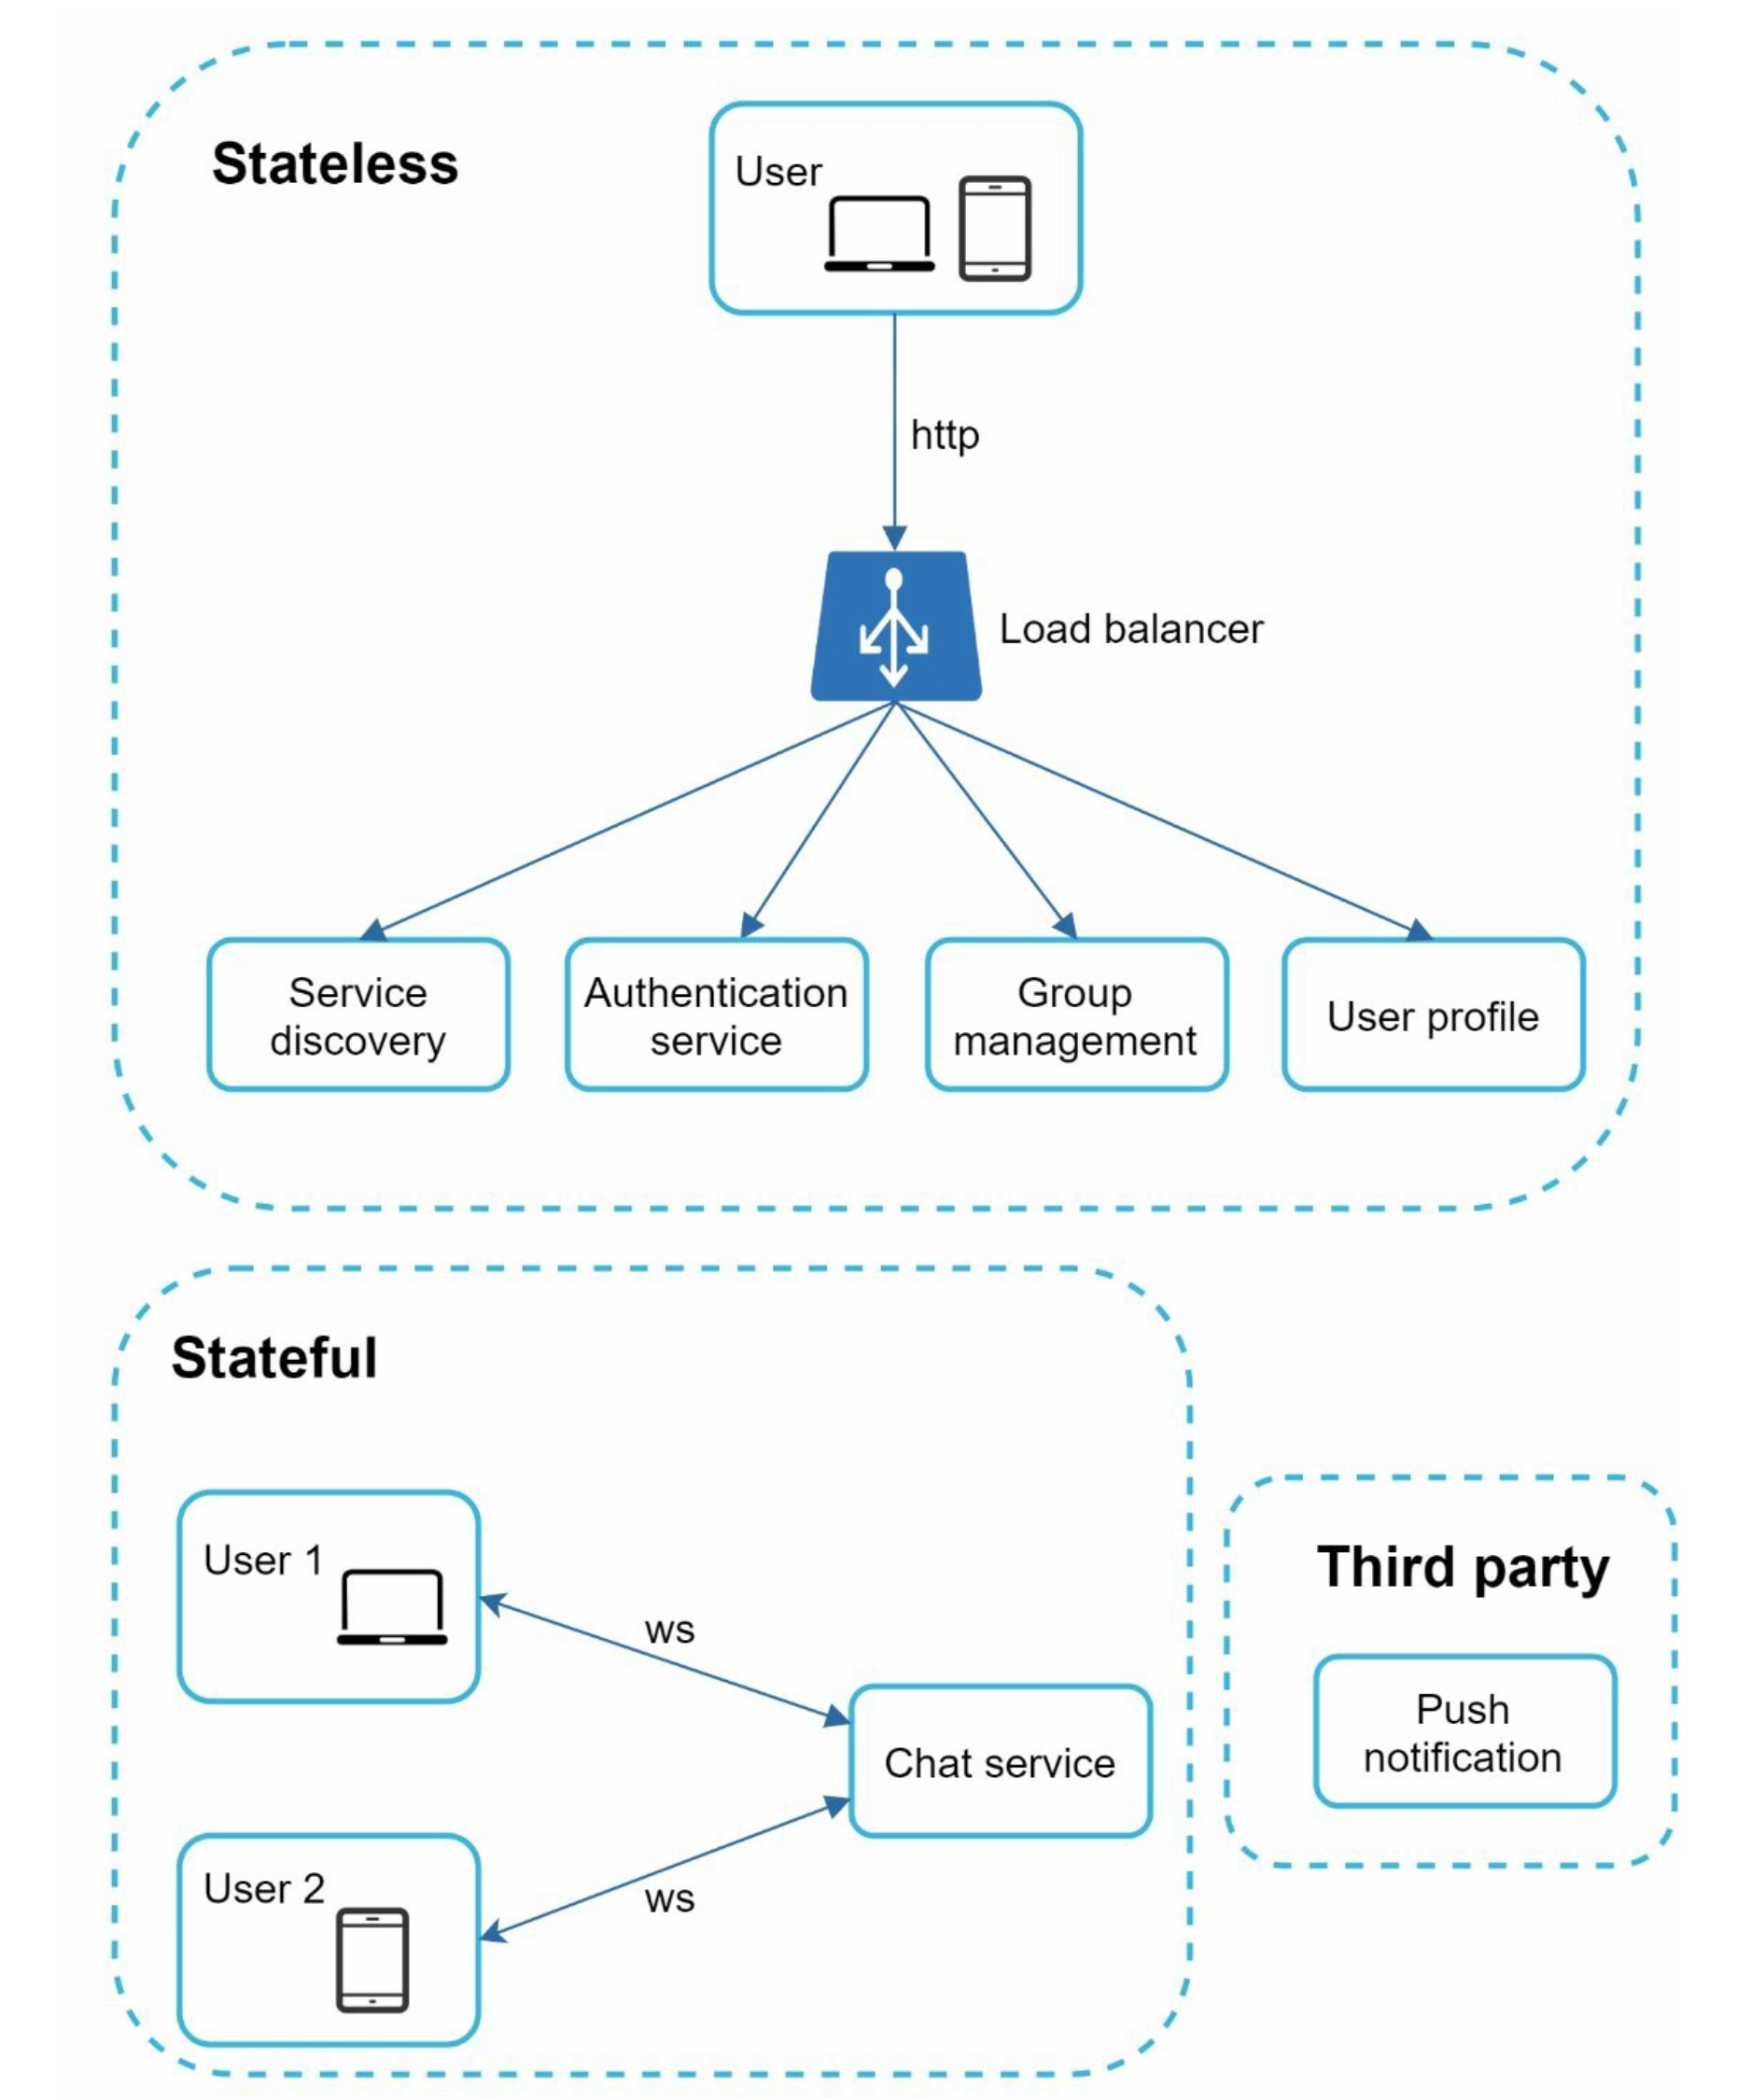 Stateless
User
http
Load balancer
Service
discovery
Authentication
service
Group
management
User profile
Stateful
User 1
ws
Chat service
User 2
ws
Third party
Push
notification